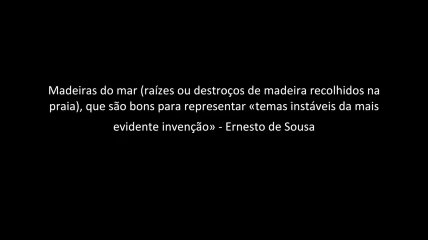 Madeiras do mar (raízes ou destroços de madeira recolhidos na
praia), que são bons para representar «temas instáveis da mais
evidente invenção» - Ernesto de Sousa